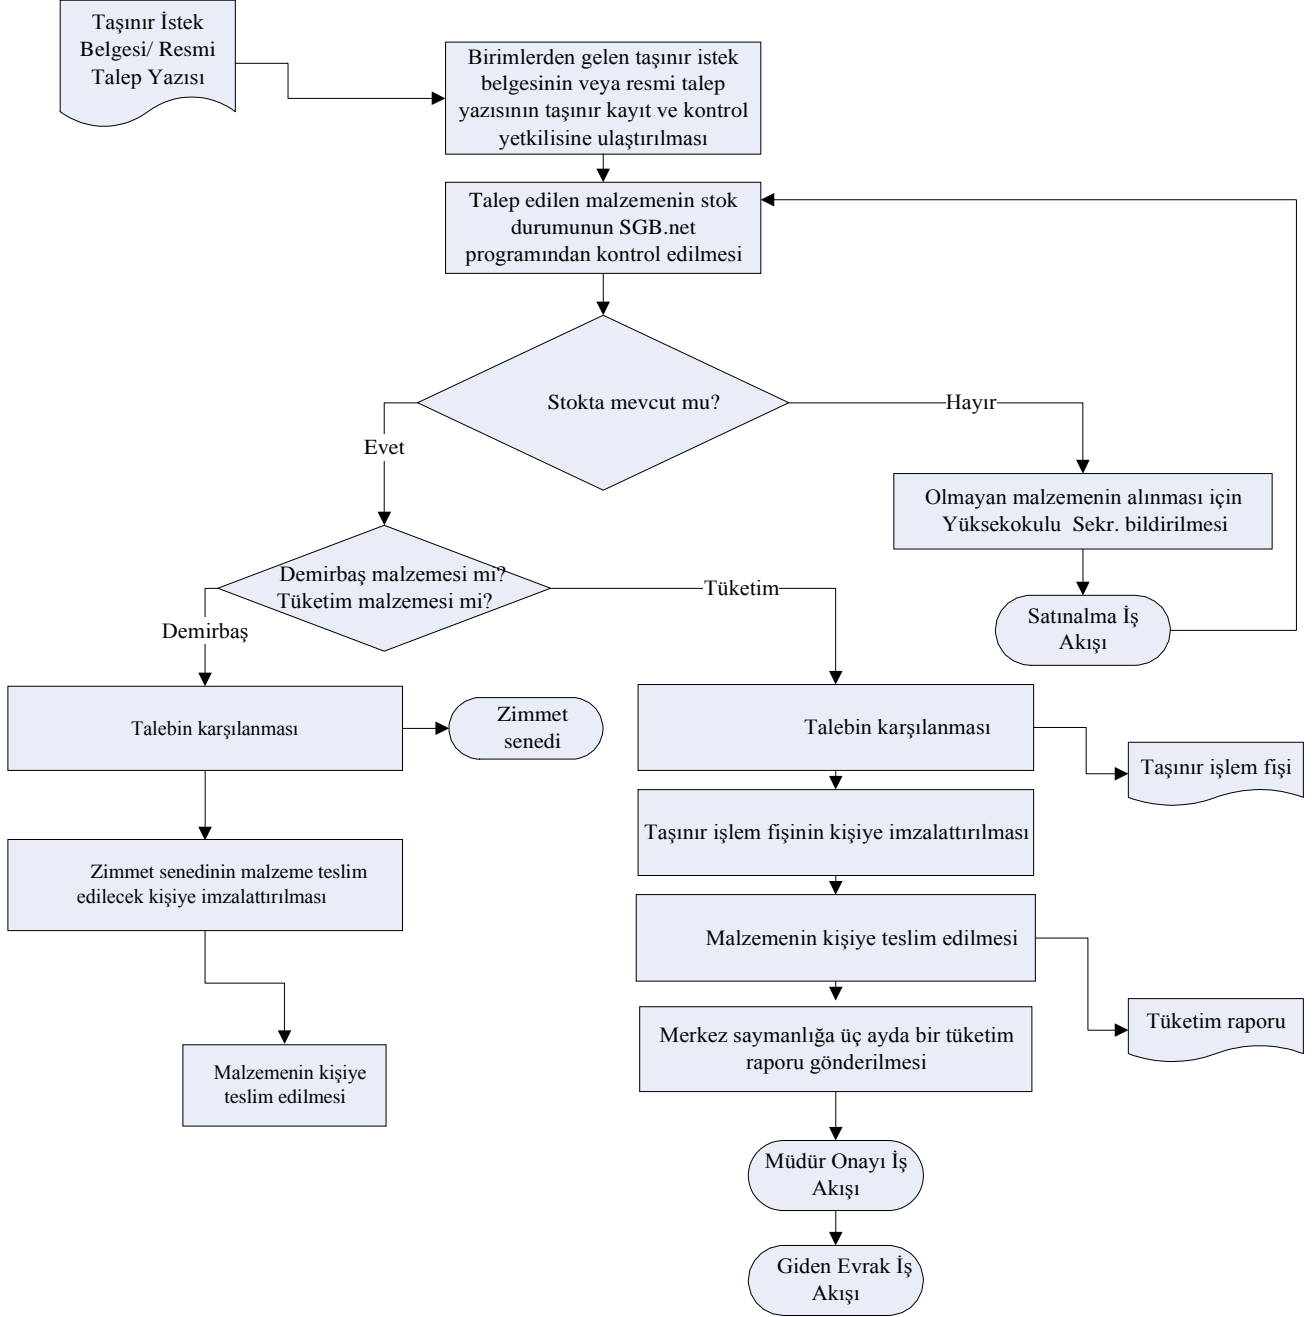 Taşınır İstek
Belgesi/ Resmi
Talep Yazısı
Birimlerden gelen taşınır istek
belgesinin veya resmi talep
yazısının taşınır kayıt ve kontrol
yetkilisine ulaştırılması
Talep edilen malzemenin stok
durumunun SGB.net
programından kontrol edilmesi
Stokta mevcut mu?
Hayır
Evet
Olmayan malzemenin alınması için
Yüksekokulu Sekr. bildirilmesi
Satınalma İş
Akışı
Demirbaş malzemesi mi?
Tüketim malzemesi mi?
Tüketim
Demirbaş
Talebin karşılanması
Zimmet
senedi
Zimmet senedinin malzeme teslim
edilecek kişiye imzalattırılması
Malzemenin kişiye
teslim edilmesi
Talebin karşılanması
Taşınır işlem fişi
Taşınır işlem fişinin kişiye imzalattırılması
Malzemenin kişiye teslim edilmesi
Tüketim raporu
Merkez saymanlığa üç ayda bir tüketim
raporu gönderilmesi
Müdür Onayı İş
Akışı
Giden Evrak İş
Akışı